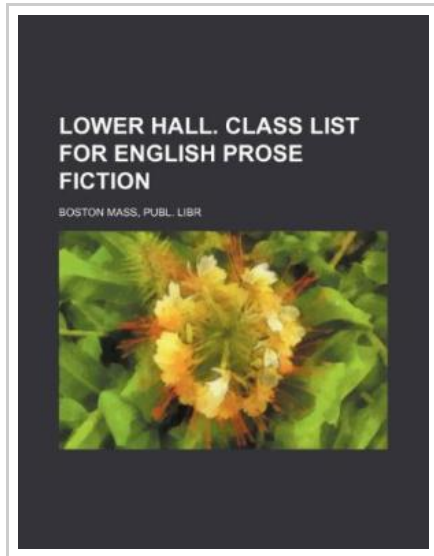 LOWER HALL. CLASS LIST
FOR ENGLISH PROSE
FICTION
BOSTON MASS, PUBL. LIBR